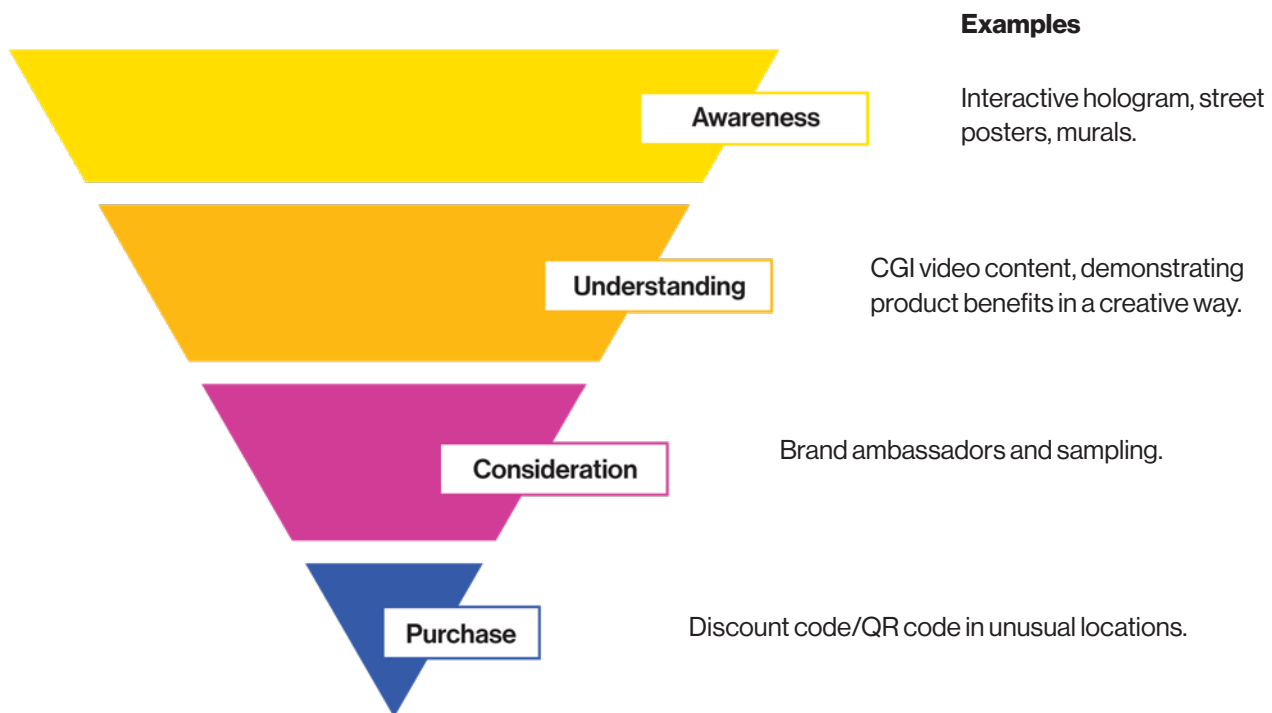 Examples
Awareness
Interactive hologram, street
posters, murals.
Understanding
CGI video content, demonstrating
product benefits in a creative way.
Consideration
Brand ambassadors and sampling.
Purchase
Discount code/QR code in unusual locations.